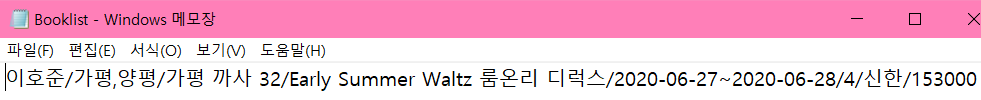 Booklist - Windows 메모장
파일(F) 편집(E) 서식(O) 보기(V) 도움말(H)
이호준/가평,양평/가평 까사 32/Early Summer Waltz 룸온리 디럭스/2020-06-27~2020-06-28/4/신한/153000